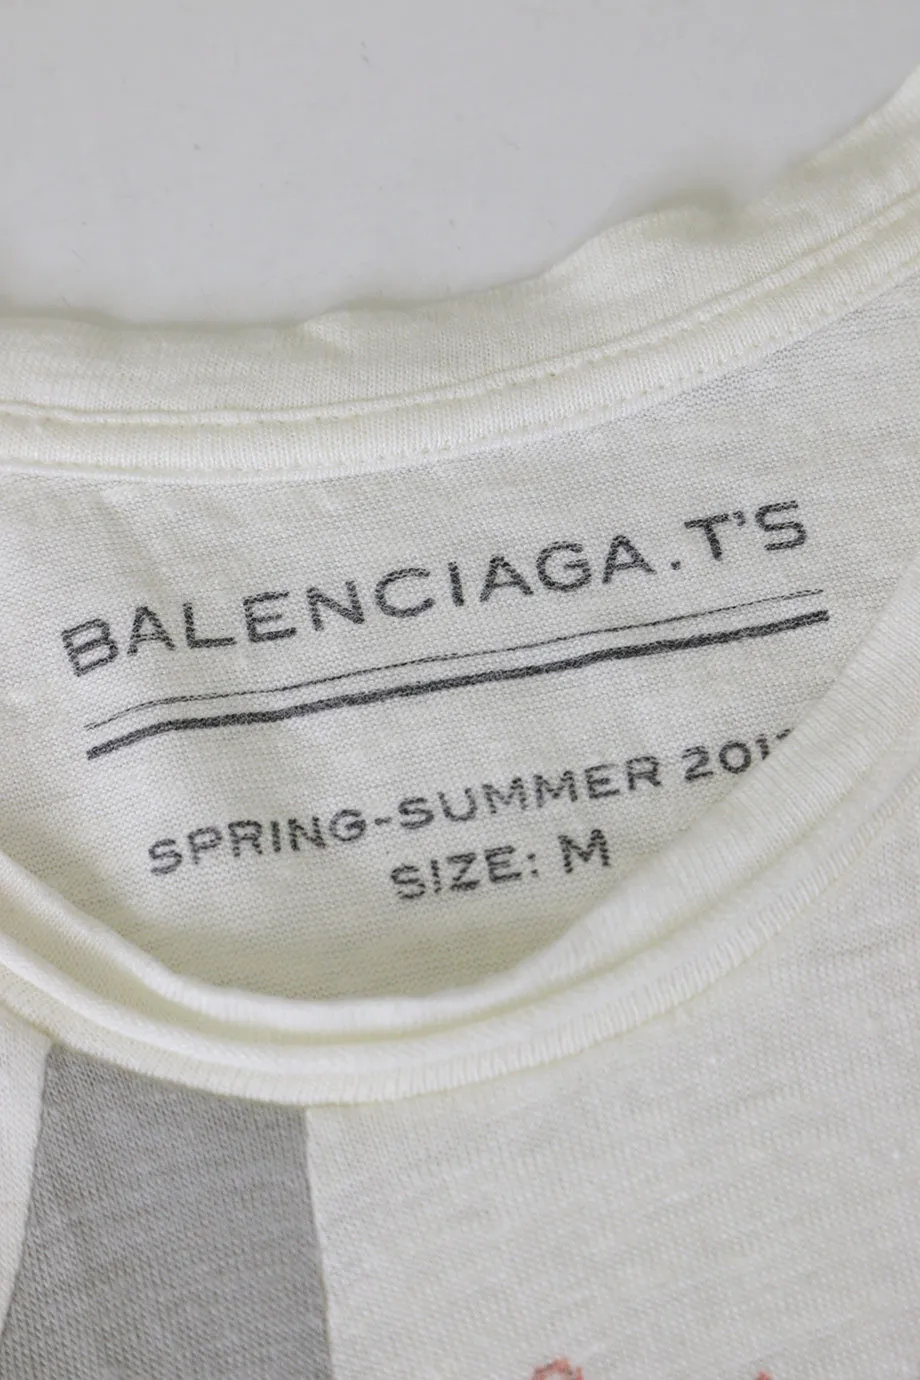 BALENCIAGA.T'S
SPRING-SUMMER
SIZE: M